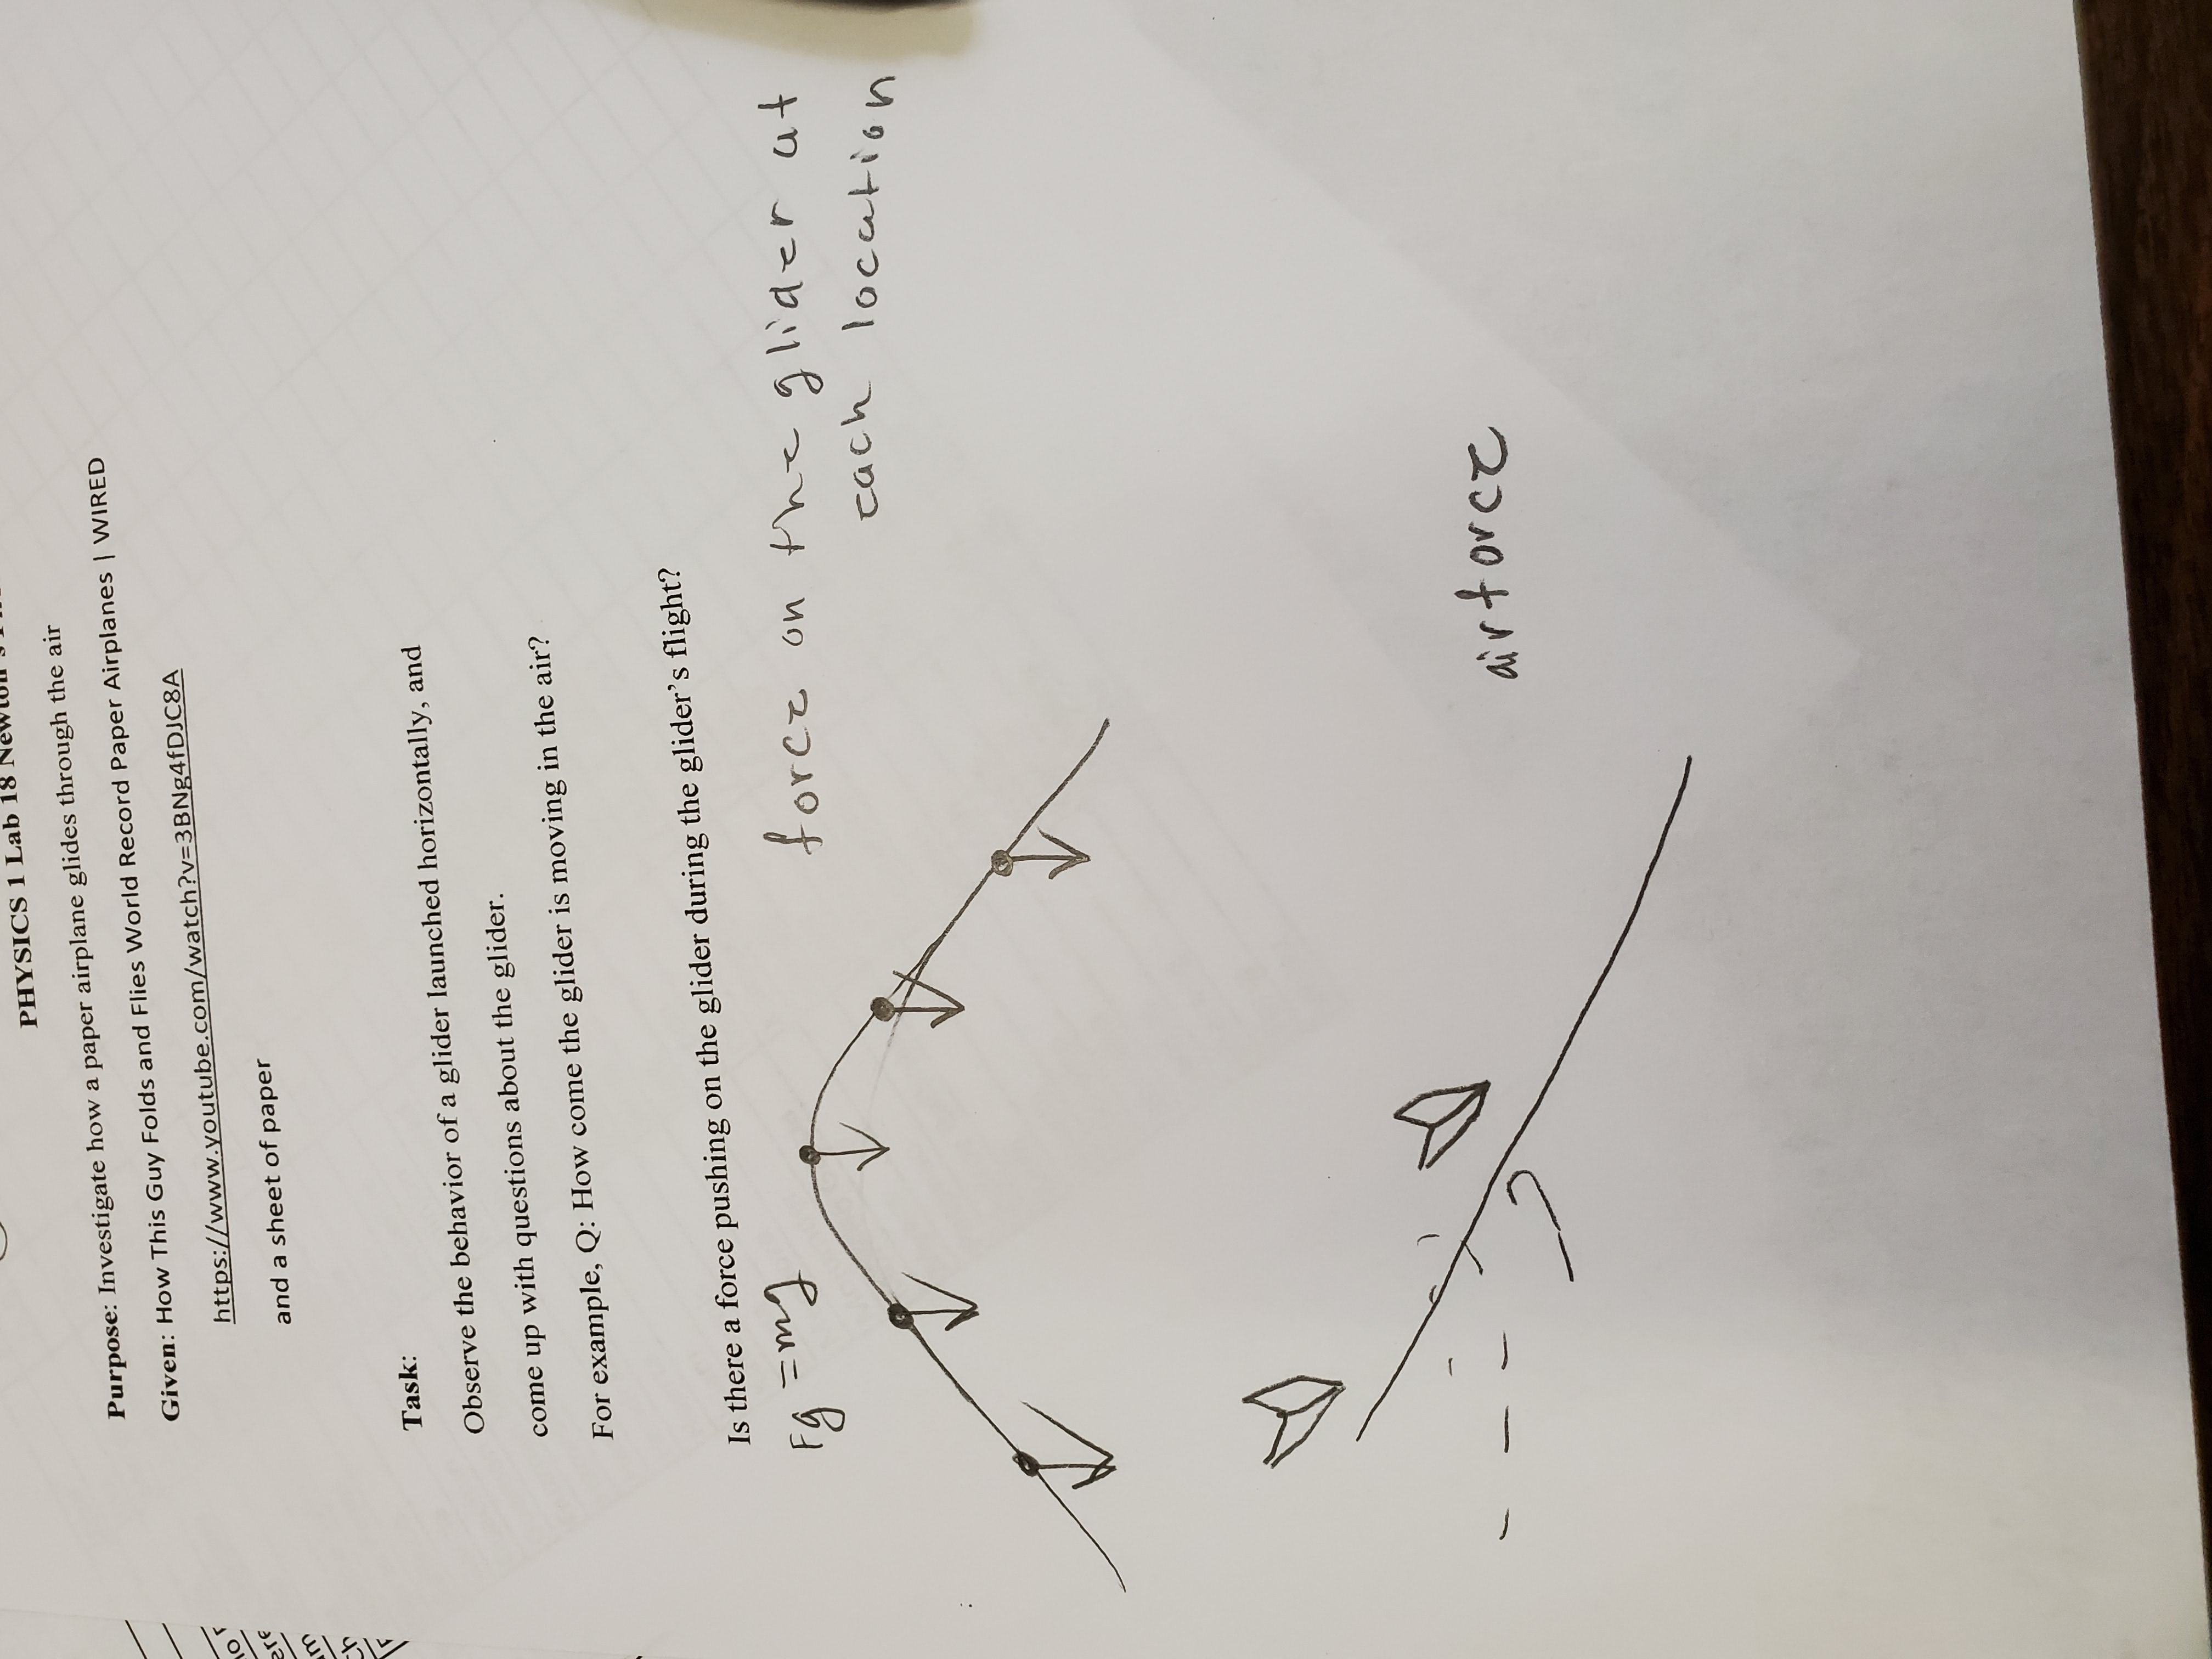 PHYSICS 1 Lab 18 Newton's
Purpose: Investigate how a paper airplane glides through the air
Given: How This Guy Folds and Flies World Record Paper Airplanes | WIRED
https://www.youtube.com/watch?v=3BNg4fDJC8A
and a sheet of paper
Task:
Observe the behavior of a glider launched horizontally, and
come up with questions about the glider.
For example, Q: How come the glider is moving in the air?
Is there a force pushing on the glider during the glider's flight?
Fg = mg
force on the glider at
each location
air force